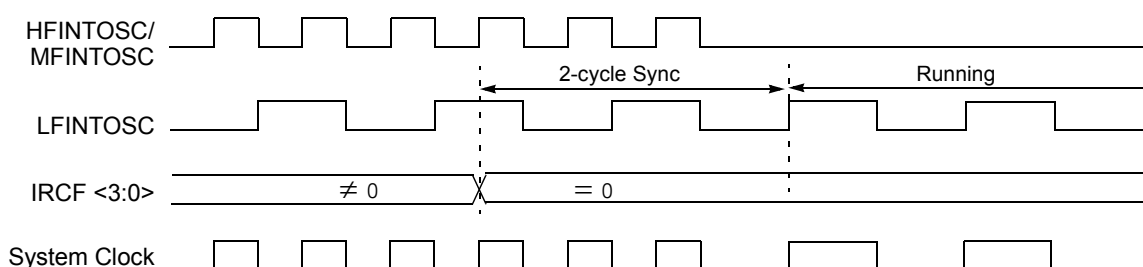 HFINTOSC/
MFINTOSC
2-cycle Sync
Running
LFINTOSC
IRCF <3:0>
≠ 0
= 0
System Clock